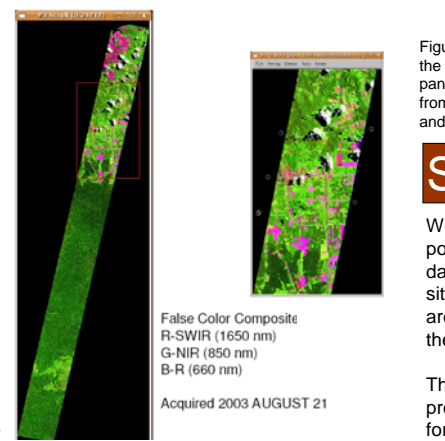 False Color Composite
R-SWIR (1650 nm)
G-NIR (850 nm)
B-R (660 nm)
Acquired 2003 AUGUST 21
Figu
the
pan
from
and
S
W
po
da
sit
are
the
Th
pro
for